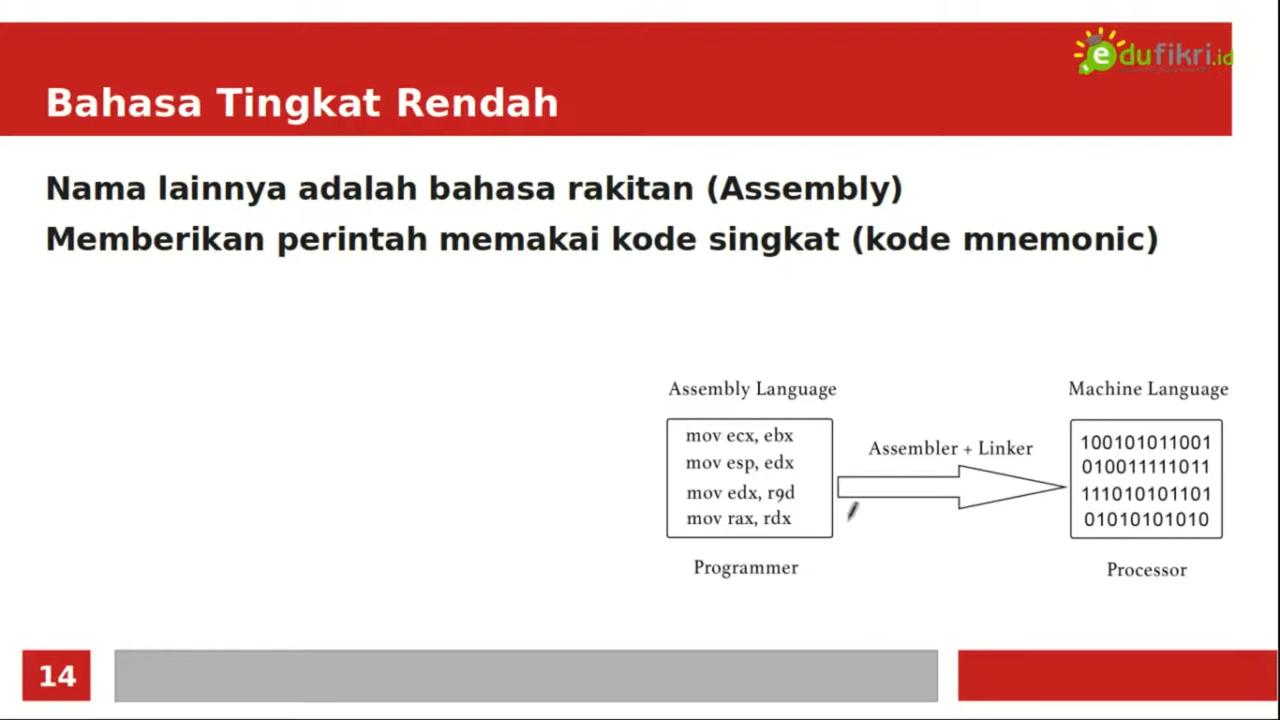 edufikri.id
Bahasa Tingkat Rendah
Nama lainnya adalah bahasa rakitan (Assembly)
Memberikan perintah memakai kode singkat (kode mnemonic)
Assembly Language
mov ecx, ebx
mov esp, edx
mov edx, r9d
mov rax, rdx
Programmer
Assembler + Linker
Machine Language
100101011001
010011111011
111010101101
01010101010
Processor
14